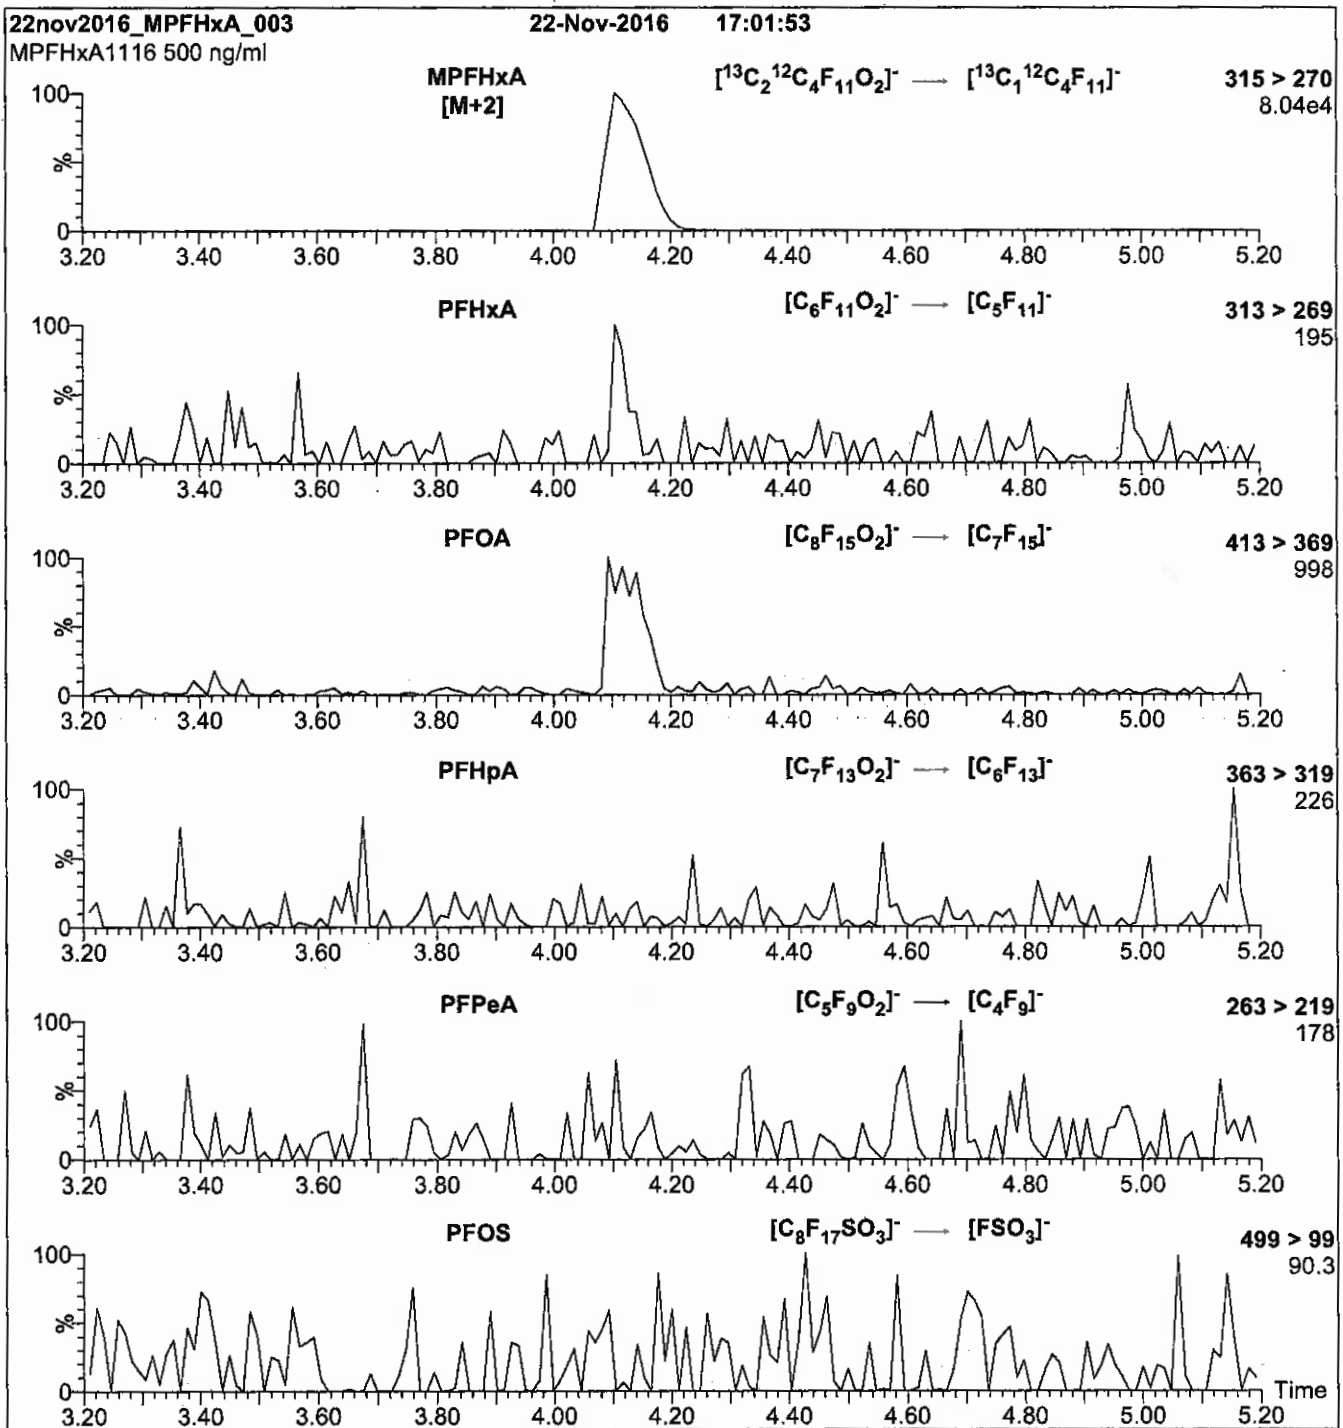 22nov2016_MPFHxA_003 22-Nov-2016 17:01:53
MPFHxA1116 500 ng/ml
MPFHxA [¹³C₂¹²C₄F₁₁O₂]⁻ → [¹³C₁¹²C₄F₁₁]⁻ 315 > 270
[M+2] 8.04e4
100
%
0
3.20 3.40 3.60 3.80 4.00 4.20 4.40 4.60 4.80 5.00 5.20
PFHxA [C₆F₁₁O₂]⁻ → [C₅F₁₁]⁻ 313 > 269
195
100
%
0
3.20 3.40 3.60 3.80 4.00 4.20 4.40 4.60 4.80 5.00 5.20
PFOA [C₈F₁₅O₂]⁻ → [C₇F₁₅]⁻ 413 > 369
998
100
%
0
3.20 3.40 3.60 3.80 4.00 4.20 4.40 4.60 4.80 5.00 5.20
PFHpA [C₇F₁₃O₂]⁻ → [C₆F₁₃]⁻ 363 > 319
226
100
%
0
3.20 3.40 3.60 3.80 4.00 4.20 4.40 4.60 4.80 5.00 5.20
PFPeA [C₅F₉O₂]⁻ → [C₄F₉]⁻ 263 > 219
178
100
%
0
3.20 3.40 3.60 3.80 4.00 4.20 4.40 4.60 4.80 5.00 5.20
PFOS [C₈F₁₇SO₃]⁻ → [FSO₃]⁻ 499 > 99
90.3
100
%
0
Time
3.20 3.40 3.60 3.80 4.00 4.20 4.40 4.60 4.80 5.00 5.20